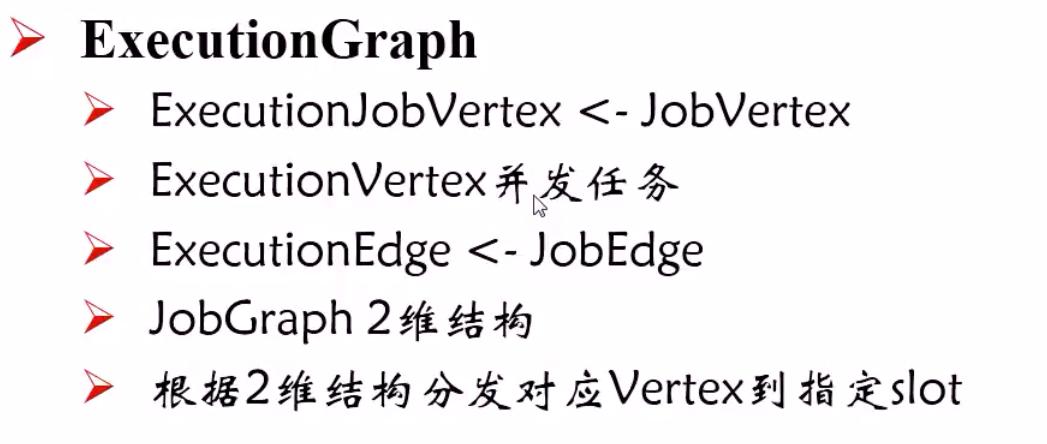 ExecutionGraph
ExecutionJobVertex <- JobVertex
ExecutionVertex并发任务
ExecutionEdge <- JobEdge
JobGraph 2维结构
根据2维结构分发对应Vertex到指定slot